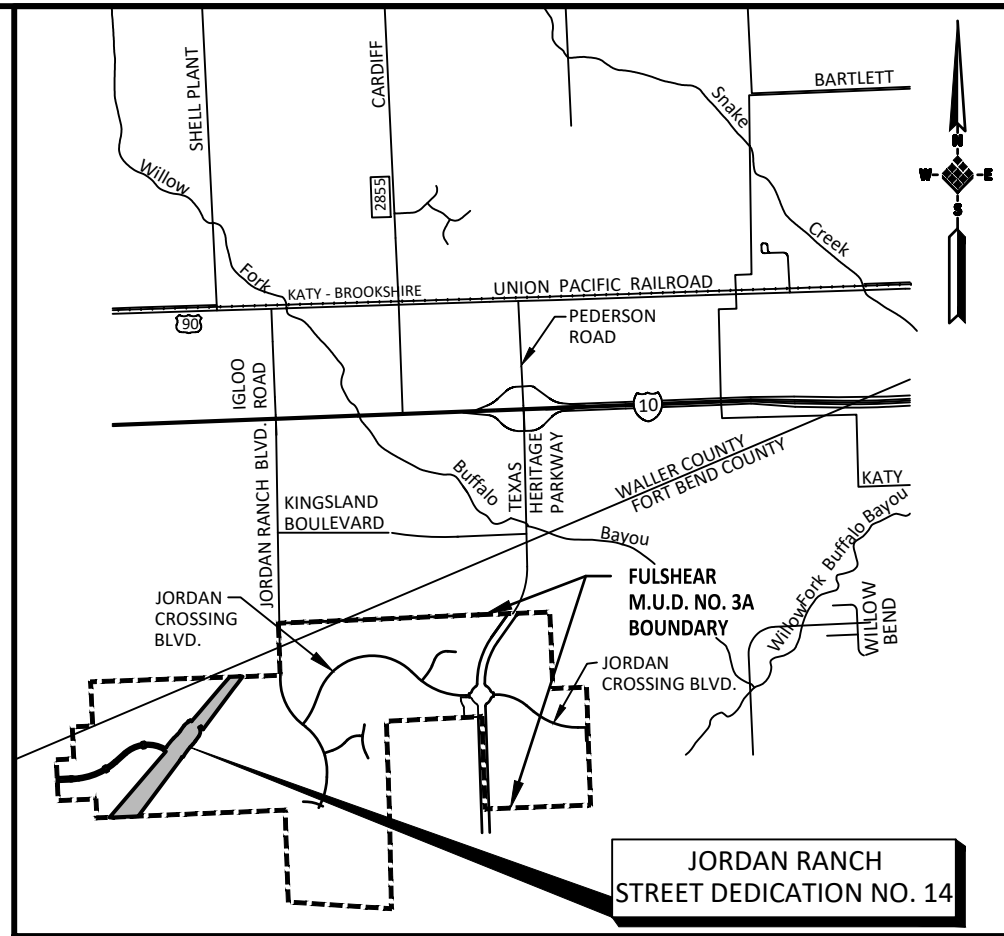 SHELL PLANT
CARDIFF
BARTLETT
Snake
Willow
N
W
E
S
2855
Creek
Fork
KATY - BROOKSHIRE
UNION PACIFIC RAILROAD
90
PEDERSON
ROAD
IGLOO
ROAD
10
JORDAN RANCH BLVD.
TEXAS
HERITAGE
PARKWAY
WALLER COUNTY
FORT BEND COUNTY
KATY
Buffalo
KINGSLAND
BOULEVARD
Bayou
Willow Fork Buffalo Bayou
FULSHEAR
M.U.D. NO. 3A
BOUNDARY
WILLOW
BEND
JORDAN
CROSSING
BLVD.
JORDAN
CROSSING BLVD.
JORDAN RANCH
STREET DEDICATION NO. 14